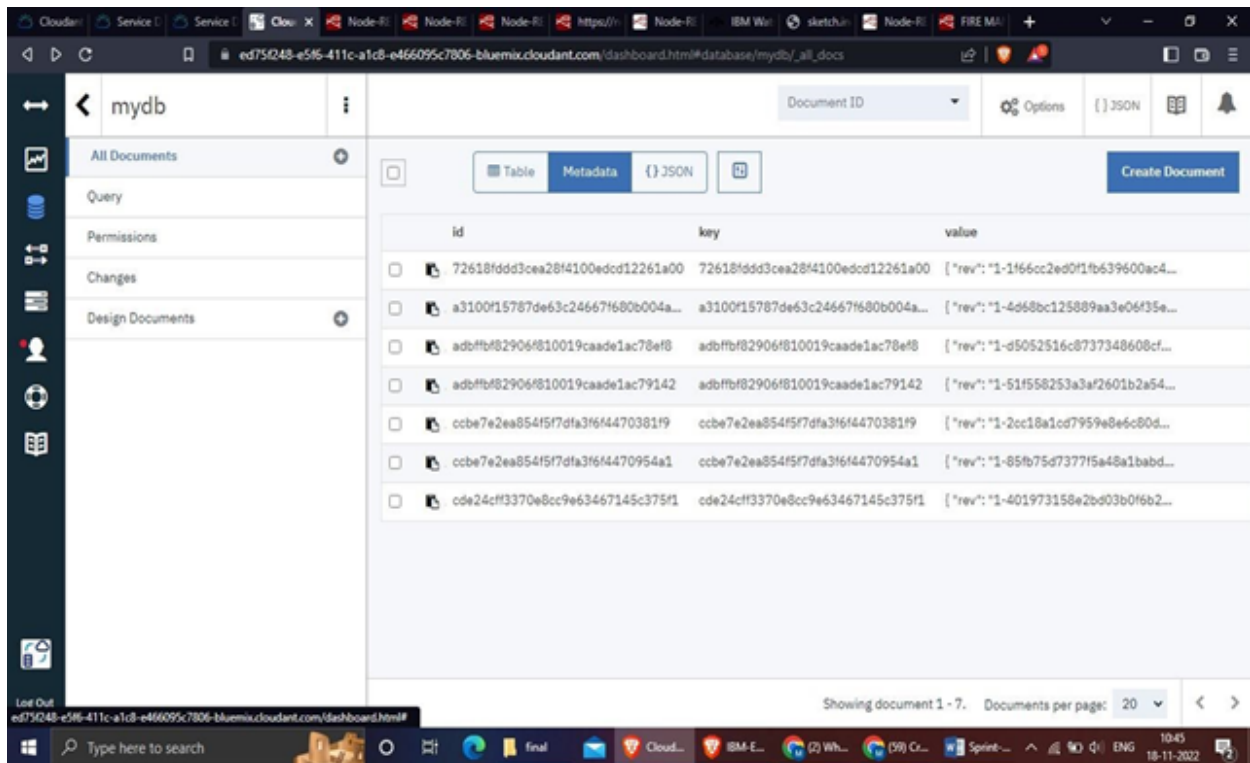 Cloudan Service D Service D Clou X Node-RE Node-RE Node-RE https://n Node-RE IBM Wat sketch.in Node-RE FIRE MA +
ed75f248-e5f6-411c-a1c8-e466095c7806-bluemix.cloudant.com/dashboard.html#database/mydb/_all_docs
mydb
Document ID
Options
{} JSON
All Documents
Query
Permissions
Changes
Design Documents
Table Metadata {} JSON
Create Document
id key value
72618fddd3cea28f4100edcd12261a00 72618fddd3cea28f4100edcd12261a00 { "rev": "1-1f66cc2ed0f1fb639600ac4...
a3100f15787de63c24667f680b004a... a3100f15787de63c24667f680b004a... { "rev": "1-4d68bc125889aa3e06f35e...
adbffbf82906f810019caade1ac78ef8 adbffbf82906f810019caade1ac78ef8 { "rev": "1-d5052516c8737348608cf...
adbffbf82906f810019caade1ac79142 adbffbf82906f810019caade1ac79142 { "rev": "1-51f558253a3af2601b2a54...
ccbe7e2ea854f5f7dfa3f6f4470381f9 ccbe7e2ea854f5f7dfa3f6f4470381f9 { "rev": "1-2cc18a1cd7959e8e6c80d...
ccbe7e2ea854f5f7dfa3f6f4470954a1 ccbe7e2ea854f5f7dfa3f6f4470954a1 { "rev": "1-85fb75d7377f5a48a1babd...
cde24cff3370e8cc9e63467145c375f1 cde24cff3370e8cc9e63467145c375f1 { "rev": "1-401973158e2bd03b0f6b2...
Showing document 1 - 7. Documents per page: 20
Log Out
ed75f248-e5f6-411c-a1c8-e466095c7806-bluemix.cloudant.com/dashboard.html#
Type here to search
final
Cloud...
IBM-E...
(2) Wh...
(59) Cr...
Sprint-...
ENG
10:45
18-11-2022